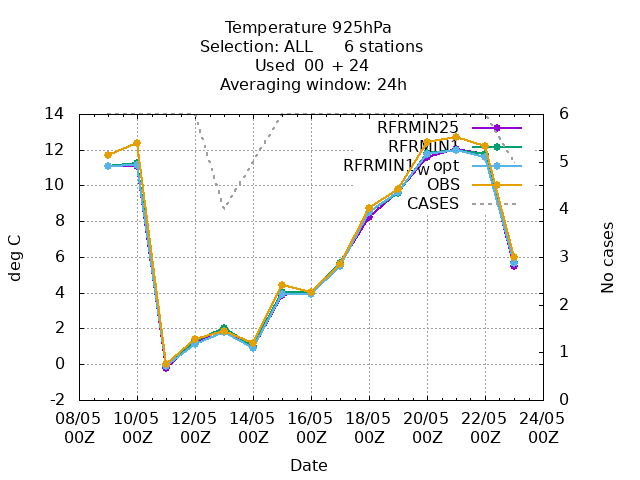 Temperature 925hPa
Selection: ALL 6 stations
Used 00 + 24
Averaging window: 24h
14 6
RFRMIN25
12 RFRMIN1 5
RFRMIN1_w_opt
10 OBS
CASES 4
8
6 3
4 2
2
0 1
-2 0
deg C
No cases
08/05 10/05 12/05 14/05 16/05 18/05 20/05 22/05 24/05
00Z 00Z 00Z 00Z 00Z 00Z 00Z 00Z 00Z
Date